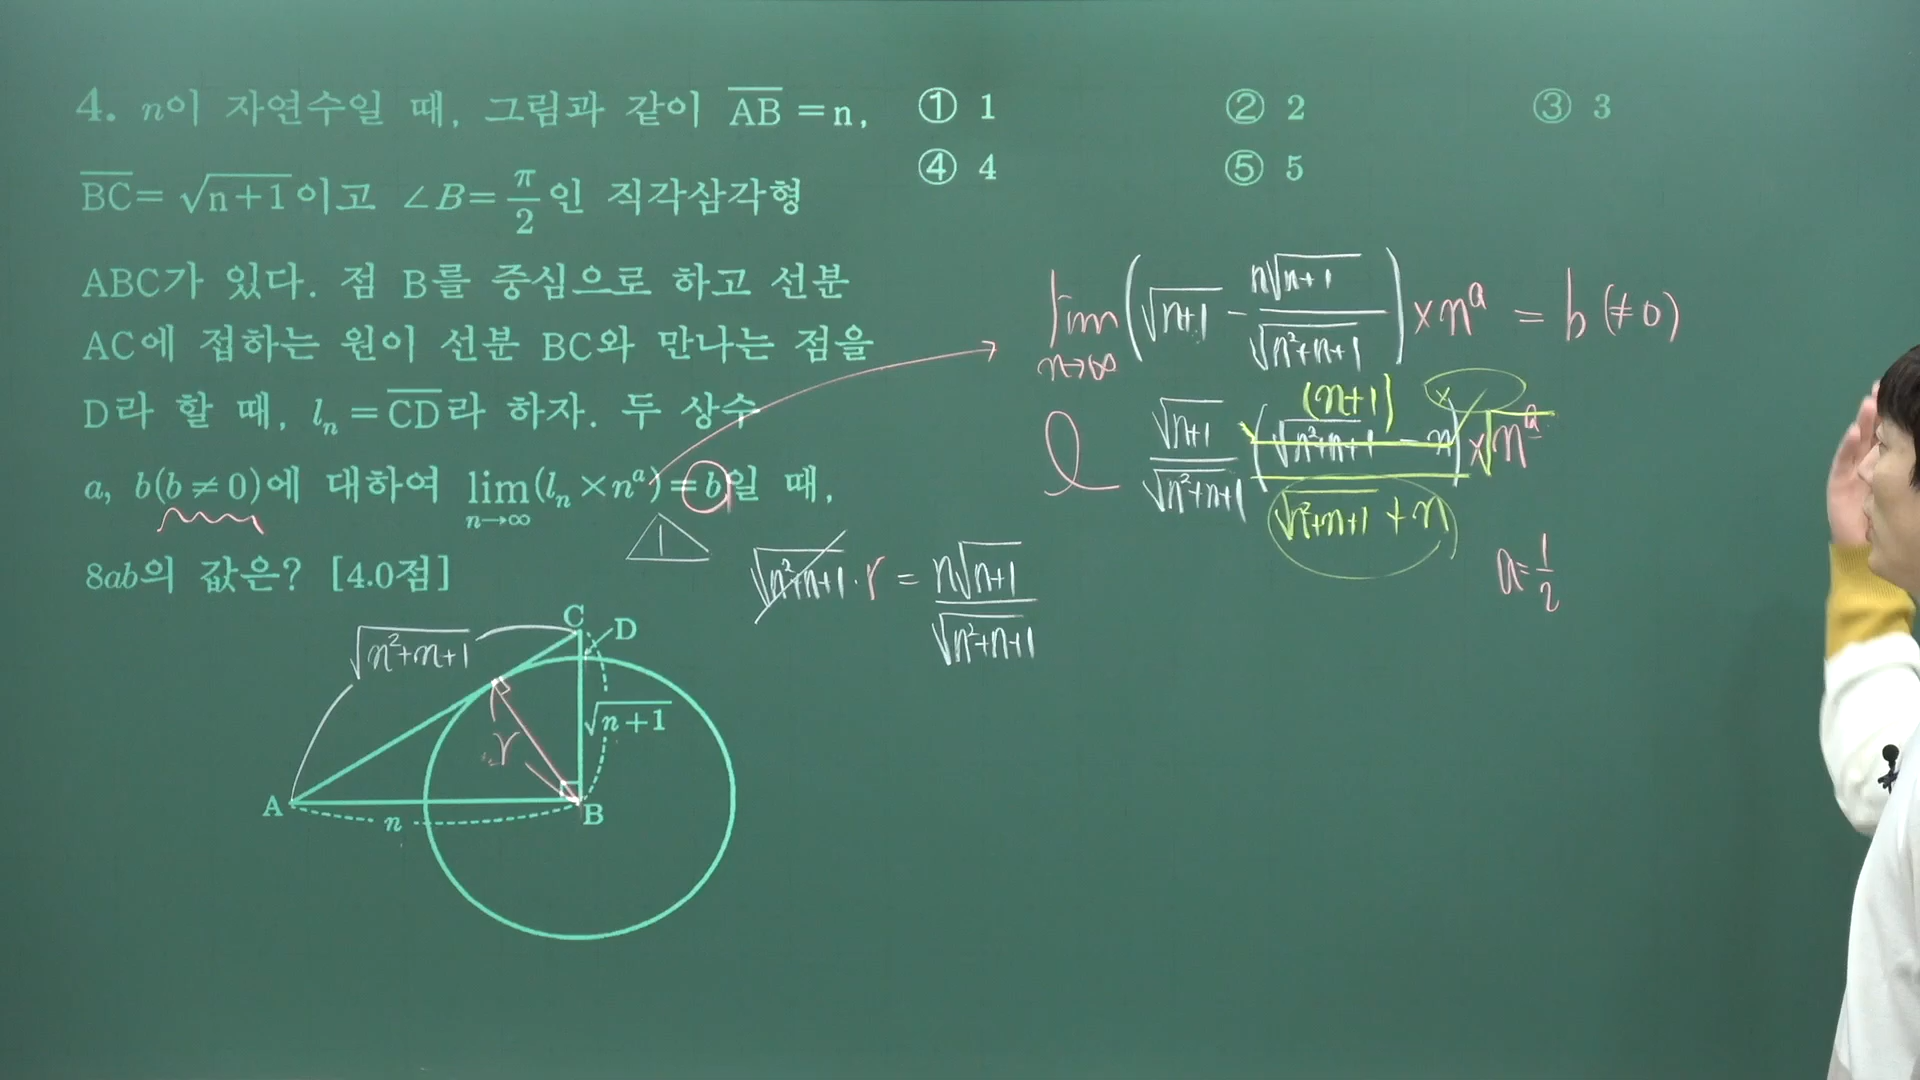 4. n이 자연수일 때, 그림과 같이 AB = n,
BC = √n+1 이고 ∠B = π/2 인 직각삼각형
ABC가 있다. 점 B를 중심으로 하고 선분
AC에 접하는 원이 선분 BC와 만나는 점을
D라 할 때, lₙ = CD라 하자. 두 상수
a, b(b ≠ 0)에 대하여 lim n→∞ (lₙ × nᵃ) = b일 때,
8ab의 값은? [4.0점]
① 1 ② 2 ③ 3
④ 4 ⑤ 5
lim n→∞ (√n+1 − n√n+1 / √n²+n+1) × nᵃ = b (≠0)
l √n+1 / √n²+n+1 (√n²+n+1 − n) × nᵃ
(n+1)
√n²+n+1 + n
a = 1/2
1
√n²+n+1 · r = n√n+1 / √n²+n+1
√n²+n+1
C
D
√n+1
r
A
n
B